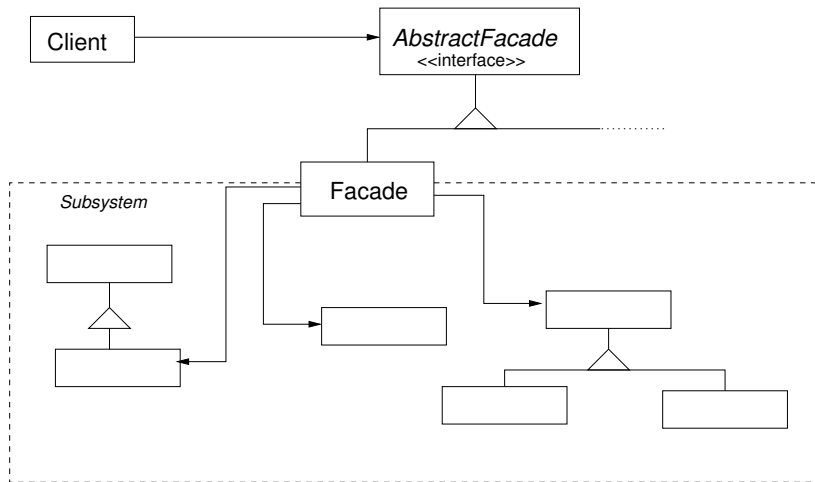 Client
AbstractFacade
<<interface>>
Facade
Subsystem